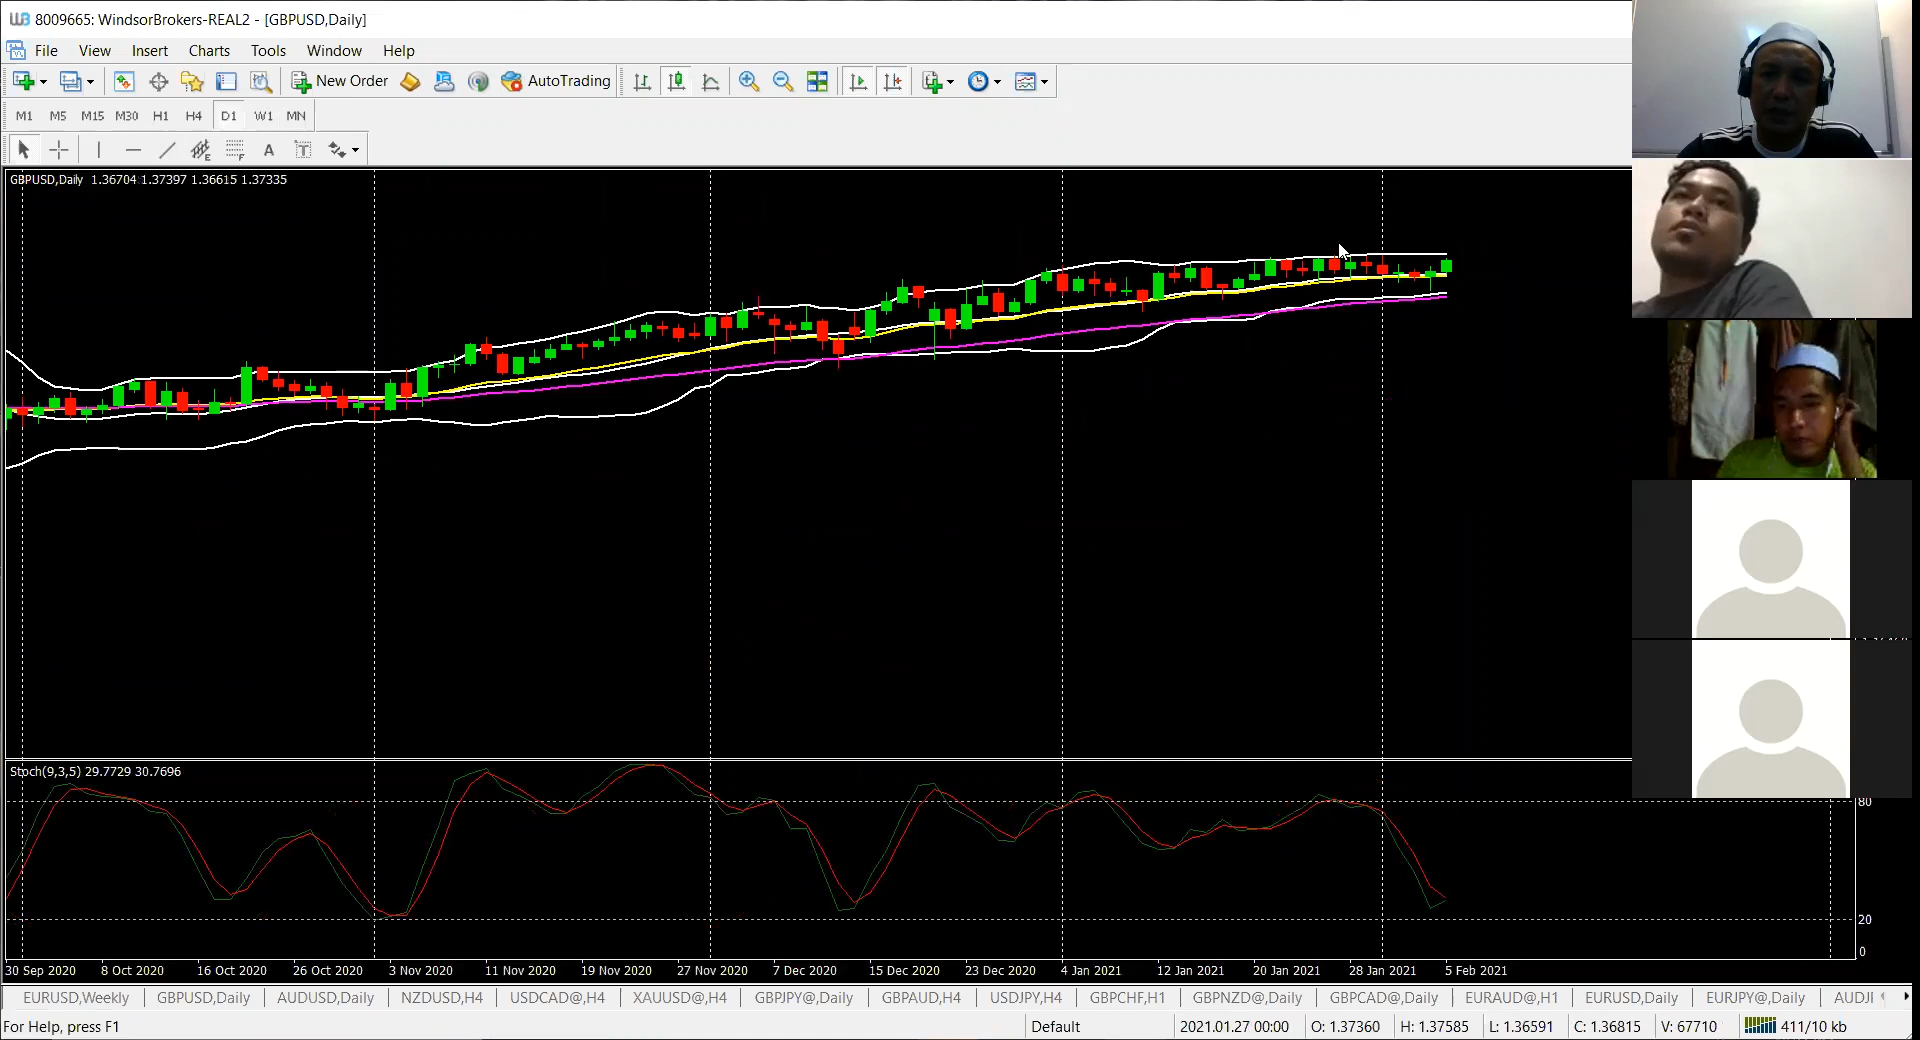 8009665: WindsorBrokers-REAL2 - [GBPUSD,Daily]
File View Insert Charts Tools Window Help
New Order AutoTrading
M1 M5 M15 M30 H1 H4 D1 W1 MN
E F A T
GBPUSD,Daily 1.36704 1.37397 1.36615 1.37335
Stoch(9,3,5) 29.7729 30.7696
80
20
0
30 Sep 2020 8 Oct 2020 16 Oct 2020 26 Oct 2020 3 Nov 2020 11 Nov 2020 19 Nov 2020 27 Nov 2020 7 Dec 2020 15 Dec 2020 23 Dec 2020 4 Jan 2021 12 Jan 2021 20 Jan 2021 28 Jan 2021 5 Feb 2021
EURUSD,Weekly GBPUSD,Daily AUDUSD,Daily NZDUSD,H4 USDCAD@,H4 XAUUSD@,H4 GBPJPY@,Daily GBPAUD,H4 USDJPY,H4 GBPCHF,H1 GBPNZD@,Daily GBPCAD@,Daily EURAUD@,H1 EURUSD,Daily EURJPY@,Daily
For Help, press F1 Default 2021.01.27 00:00 O: 1.37360 H: 1.37585 L: 1.36591 C: 1.36815 V: 67710 411/10 kb